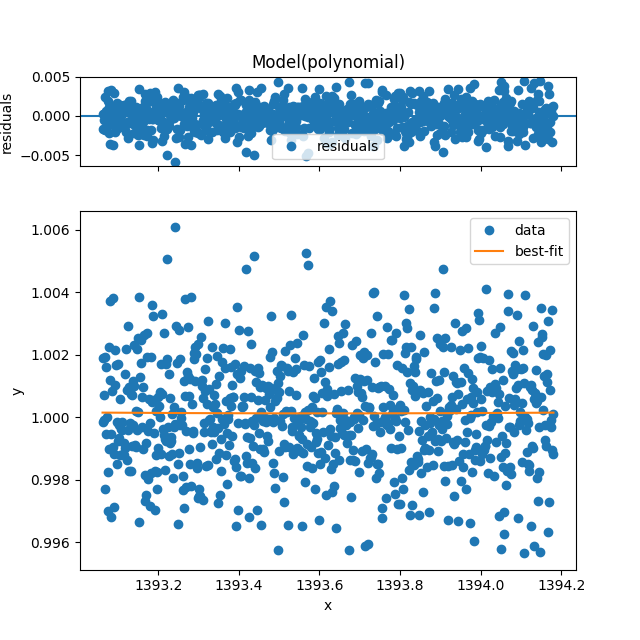 Model(polynomial)
0.005
0.000
−0.005
residuals
residuals
1.006
1.004
1.002
1.000
0.998
0.996
y
data
best-fit
1393.2 1393.4 1393.6 1393.8 1394.0 1394.2
x